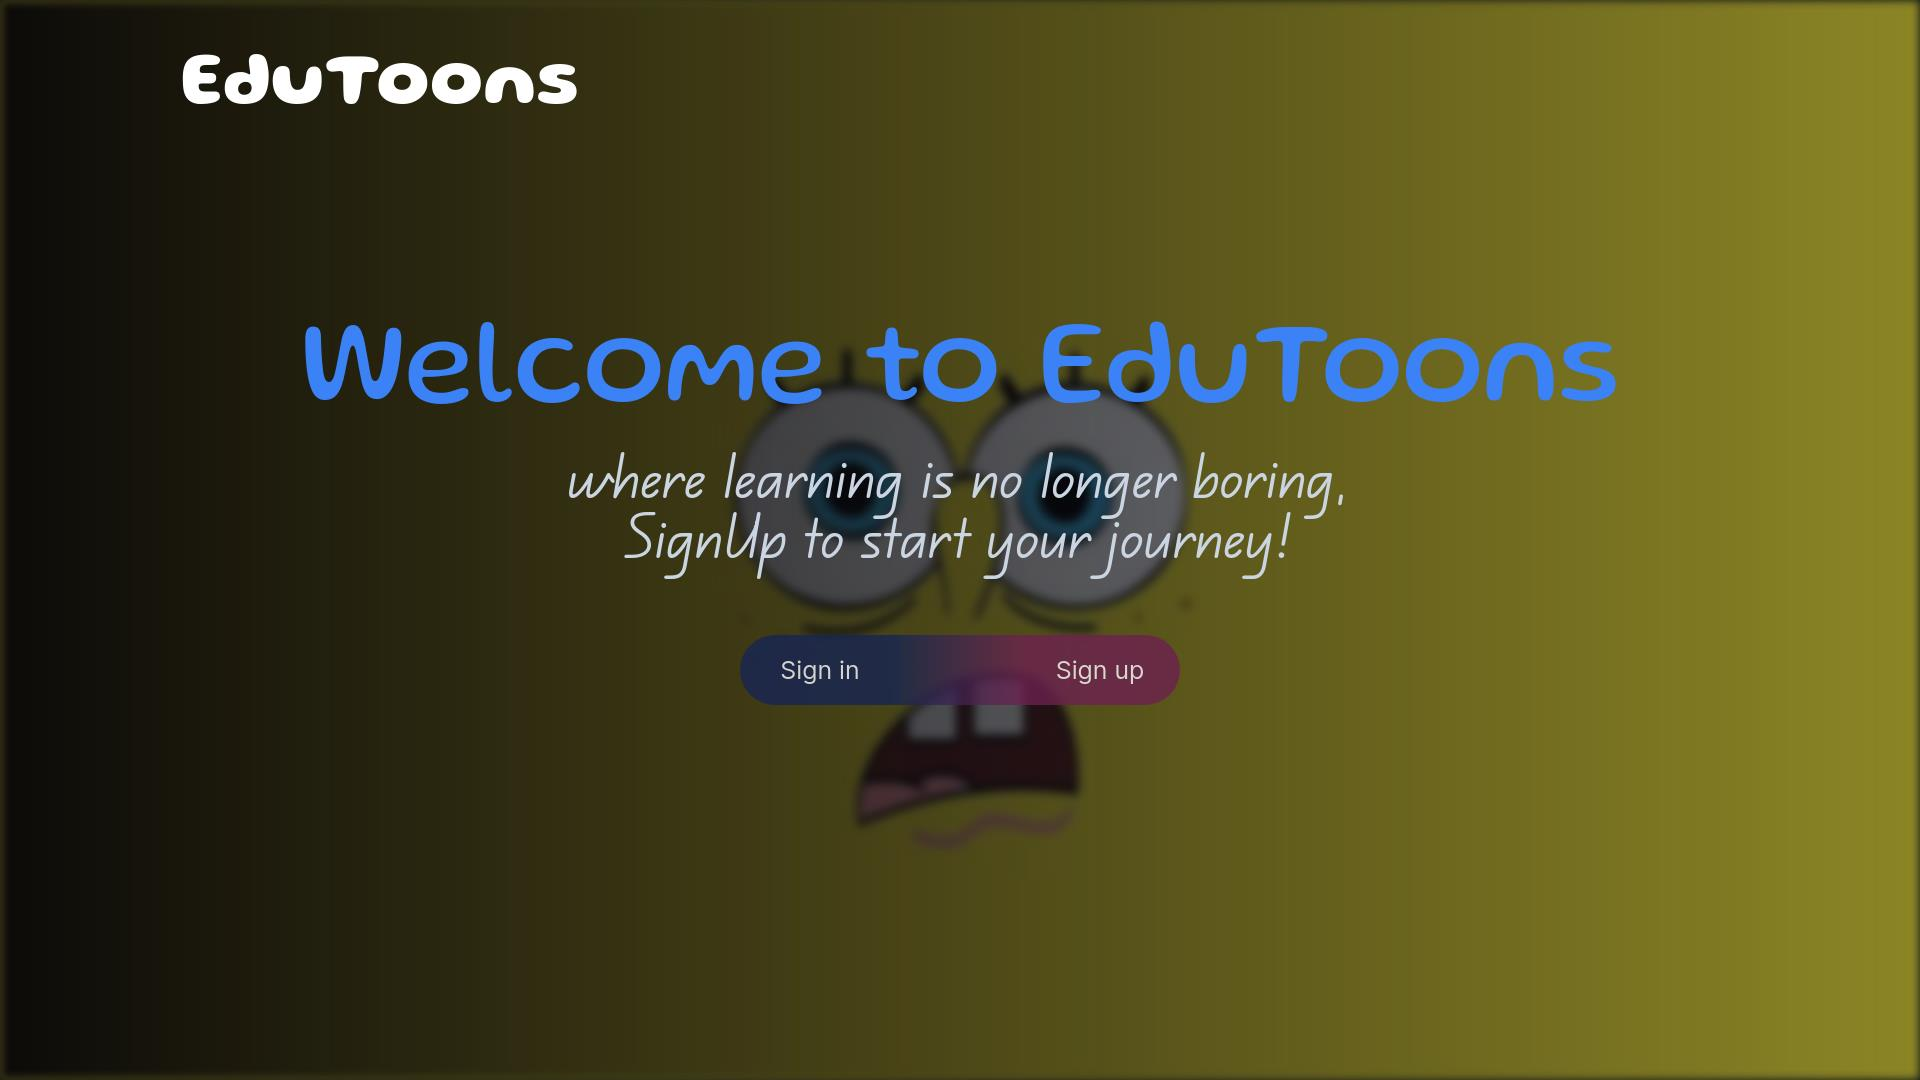 EduToons
Welcome to EduToons
where learning is no longer boring,
SignUp to start your journey!
Sign in
Sign up